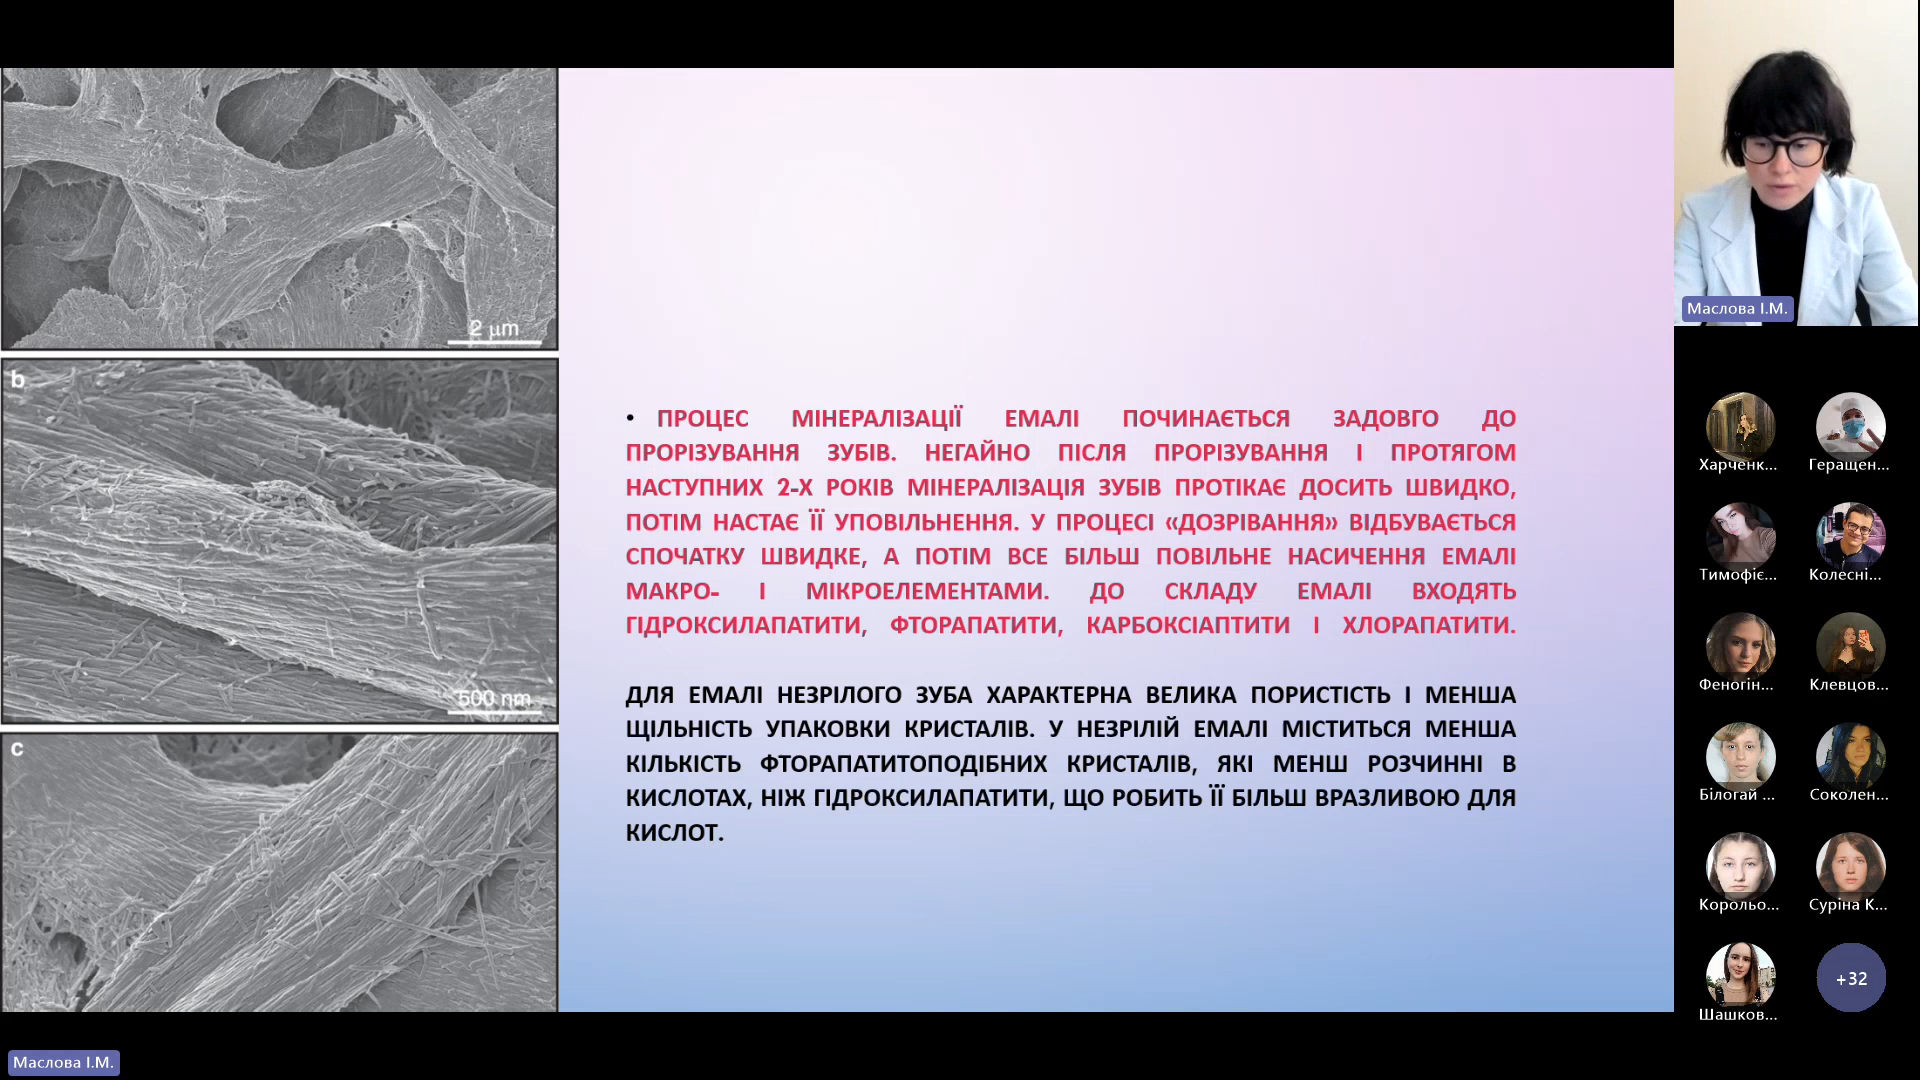 2 µm
b
500 nm
c
• ПРОЦЕС МІНЕРАЛІЗАЦІЇ ЕМАЛІ ПОЧИНАЄТЬСЯ ЗАДОВГО ДО
ПРОРІЗУВАННЯ ЗУБІВ. НЕГАЙНО ПІСЛЯ ПРОРІЗУВАННЯ І ПРОТЯГОМ
НАСТУПНИХ 2-Х РОКІВ МІНЕРАЛІЗАЦІЯ ЗУБІВ ПРОТІКАЄ ДОСИТЬ ШВИДКО,
ПОТІМ НАСТАЄ ЇЇ УПОВІЛЬНЕННЯ. У ПРОЦЕСІ «ДОЗРІВАННЯ» ВІДБУВАЄТЬСЯ
СПОЧАТКУ ШВИДКЕ, А ПОТІМ ВСЕ БІЛЬШ ПОВІЛЬНЕ НАСИЧЕННЯ ЕМАЛІ
МАКРО- І МІКРОЕЛЕМЕНТАМИ. ДО СКЛАДУ ЕМАЛІ ВХОДЯТЬ
ГІДРОКСИЛАПАТИТИ, ФТОРАПАТИТИ, КАРБОКСІАПТИТИ І ХЛОРАПАТИТИ.
ДЛЯ ЕМАЛІ НЕЗРІЛОГО ЗУБА ХАРАКТЕРНА ВЕЛИКА ПОРИСТІСТЬ І МЕНША
ЩІЛЬНІСТЬ УПАКОВКИ КРИСТАЛІВ. У НЕЗРІЛІЙ ЕМАЛІ МІСТИТЬСЯ МЕНША
КІЛЬКІСТЬ ФТОРАПАТИТОПОДІБНИХ КРИСТАЛІВ, ЯКІ МЕНШ РОЗЧИННІ В
КИСЛОТАХ, НІЖ ГІДРОКСИЛАПАТИТИ, ЩО РОБИТЬ ЇЇ БІЛЬШ ВРАЗЛИВОЮ ДЛЯ
КИСЛОТ.
Маслова І.М.
Харченк... Геращен...
Тимофіє... Колесні...
Феногін... Клевцов...
Білогай ... Соколен...
Корольо... Суріна К...
Шашков... +32
Маслова І.М.